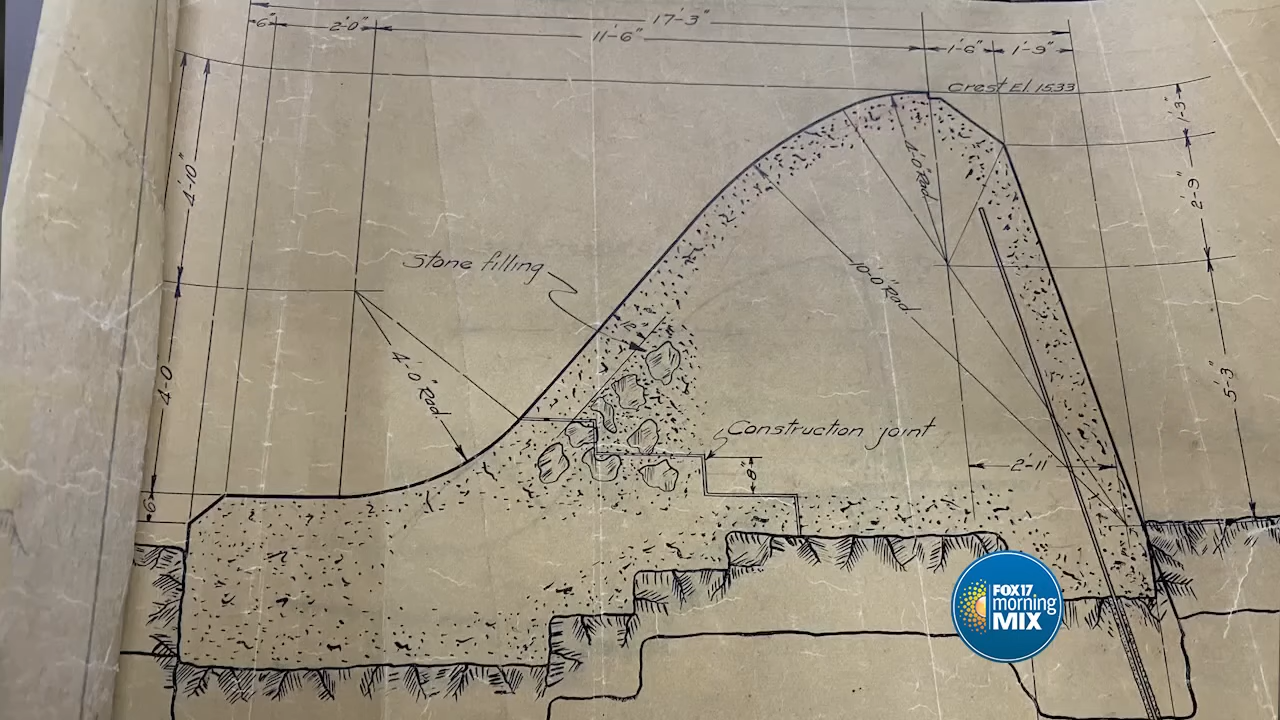 17'-3"
6" 2'-0" 11'-6" 1'-6" 1'-9"
Crest El. 1533
1'-3"
4'-10"
4'-0" Rad.
2'-9"
Stone filling
10'-0" Rad
12"
4'-0" Rad.
4'-0
5'-3"
Construction joint
2'-11"
8"
6"
FOX17
morning
MIX